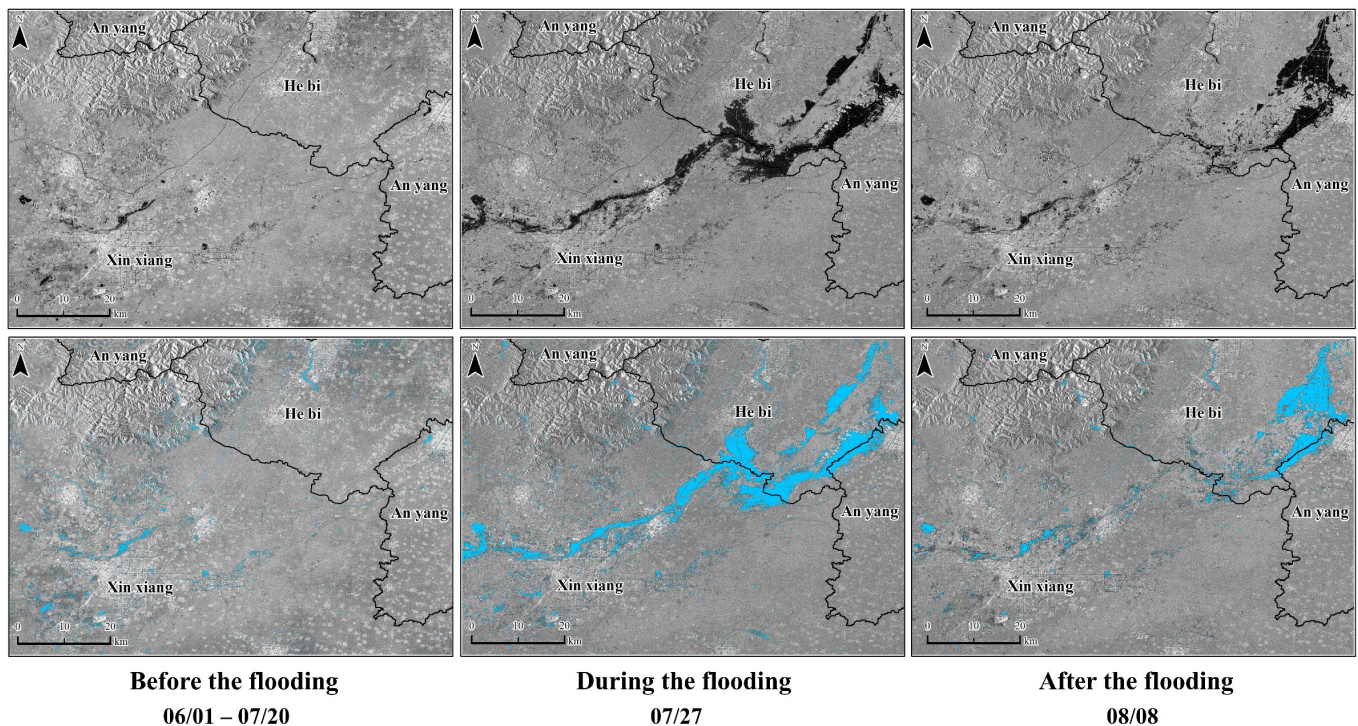 N
An yang
He bi
An yang
Xin xiang
0 10 20
km
N
An yang
He bi
An yang
Xin xiang
0 10 20
km
N
An yang
He bi
An yang
Xin xiang
0 10 20
km
N
An yang
He bi
An yang
Xin xiang
0 10 20
km
N
An yang
He bi
An yang
Xin xiang
0 10 20
km
N
An yang
He bi
An yang
Xin xiang
0 10 20
km
Before the flooding
06/01 – 07/20
During the flooding
07/27
After the flooding
08/08